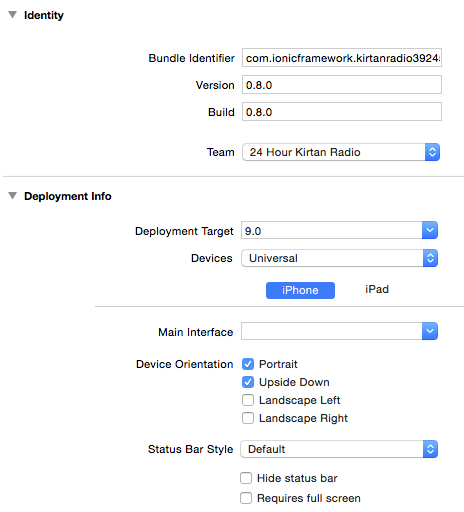 Identity
Bundle Identifier com.ionicframework.kirtanradio3924
Version 0.8.0
Build 0.8.0
Team 24 Hour Kirtan Radio
Deployment Info
Deployment Target 9.0
Devices Universal
iPhone iPad
Main Interface
Device Orientation Portrait
Upside Down
Landscape Left
Landscape Right
Status Bar Style Default
Hide status bar
Requires full screen